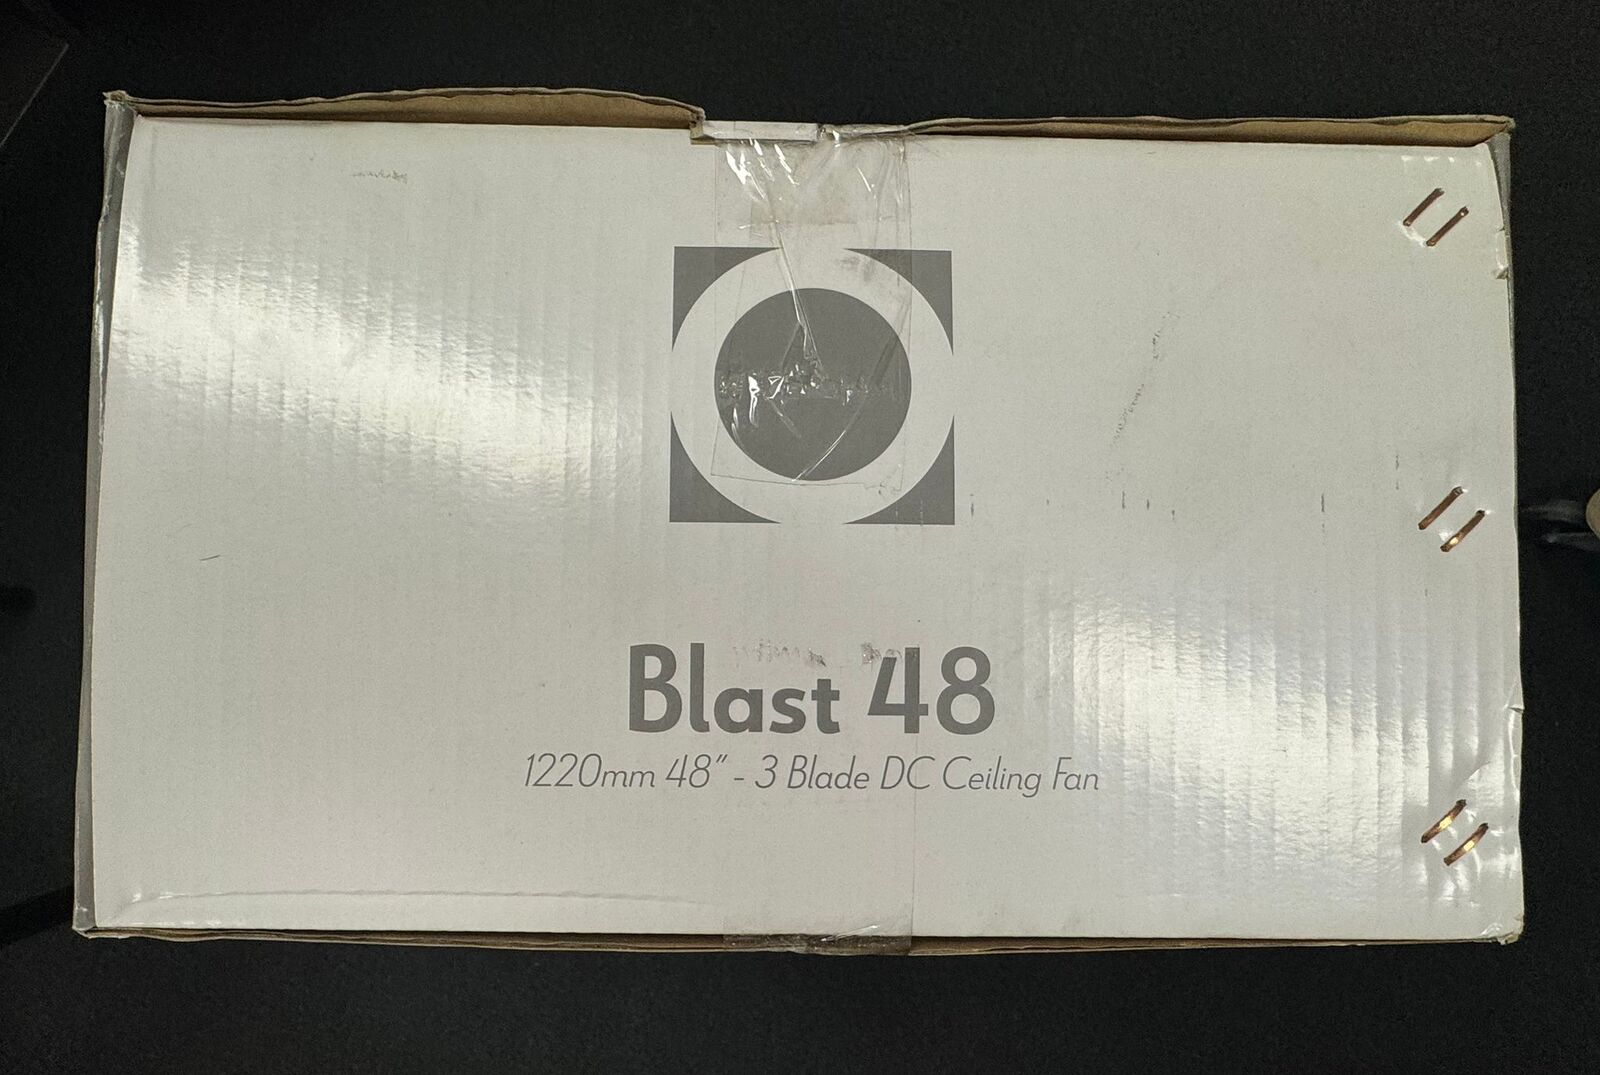 Blast 48
1220mm 48" - 3 Blade DC Ceiling Fan